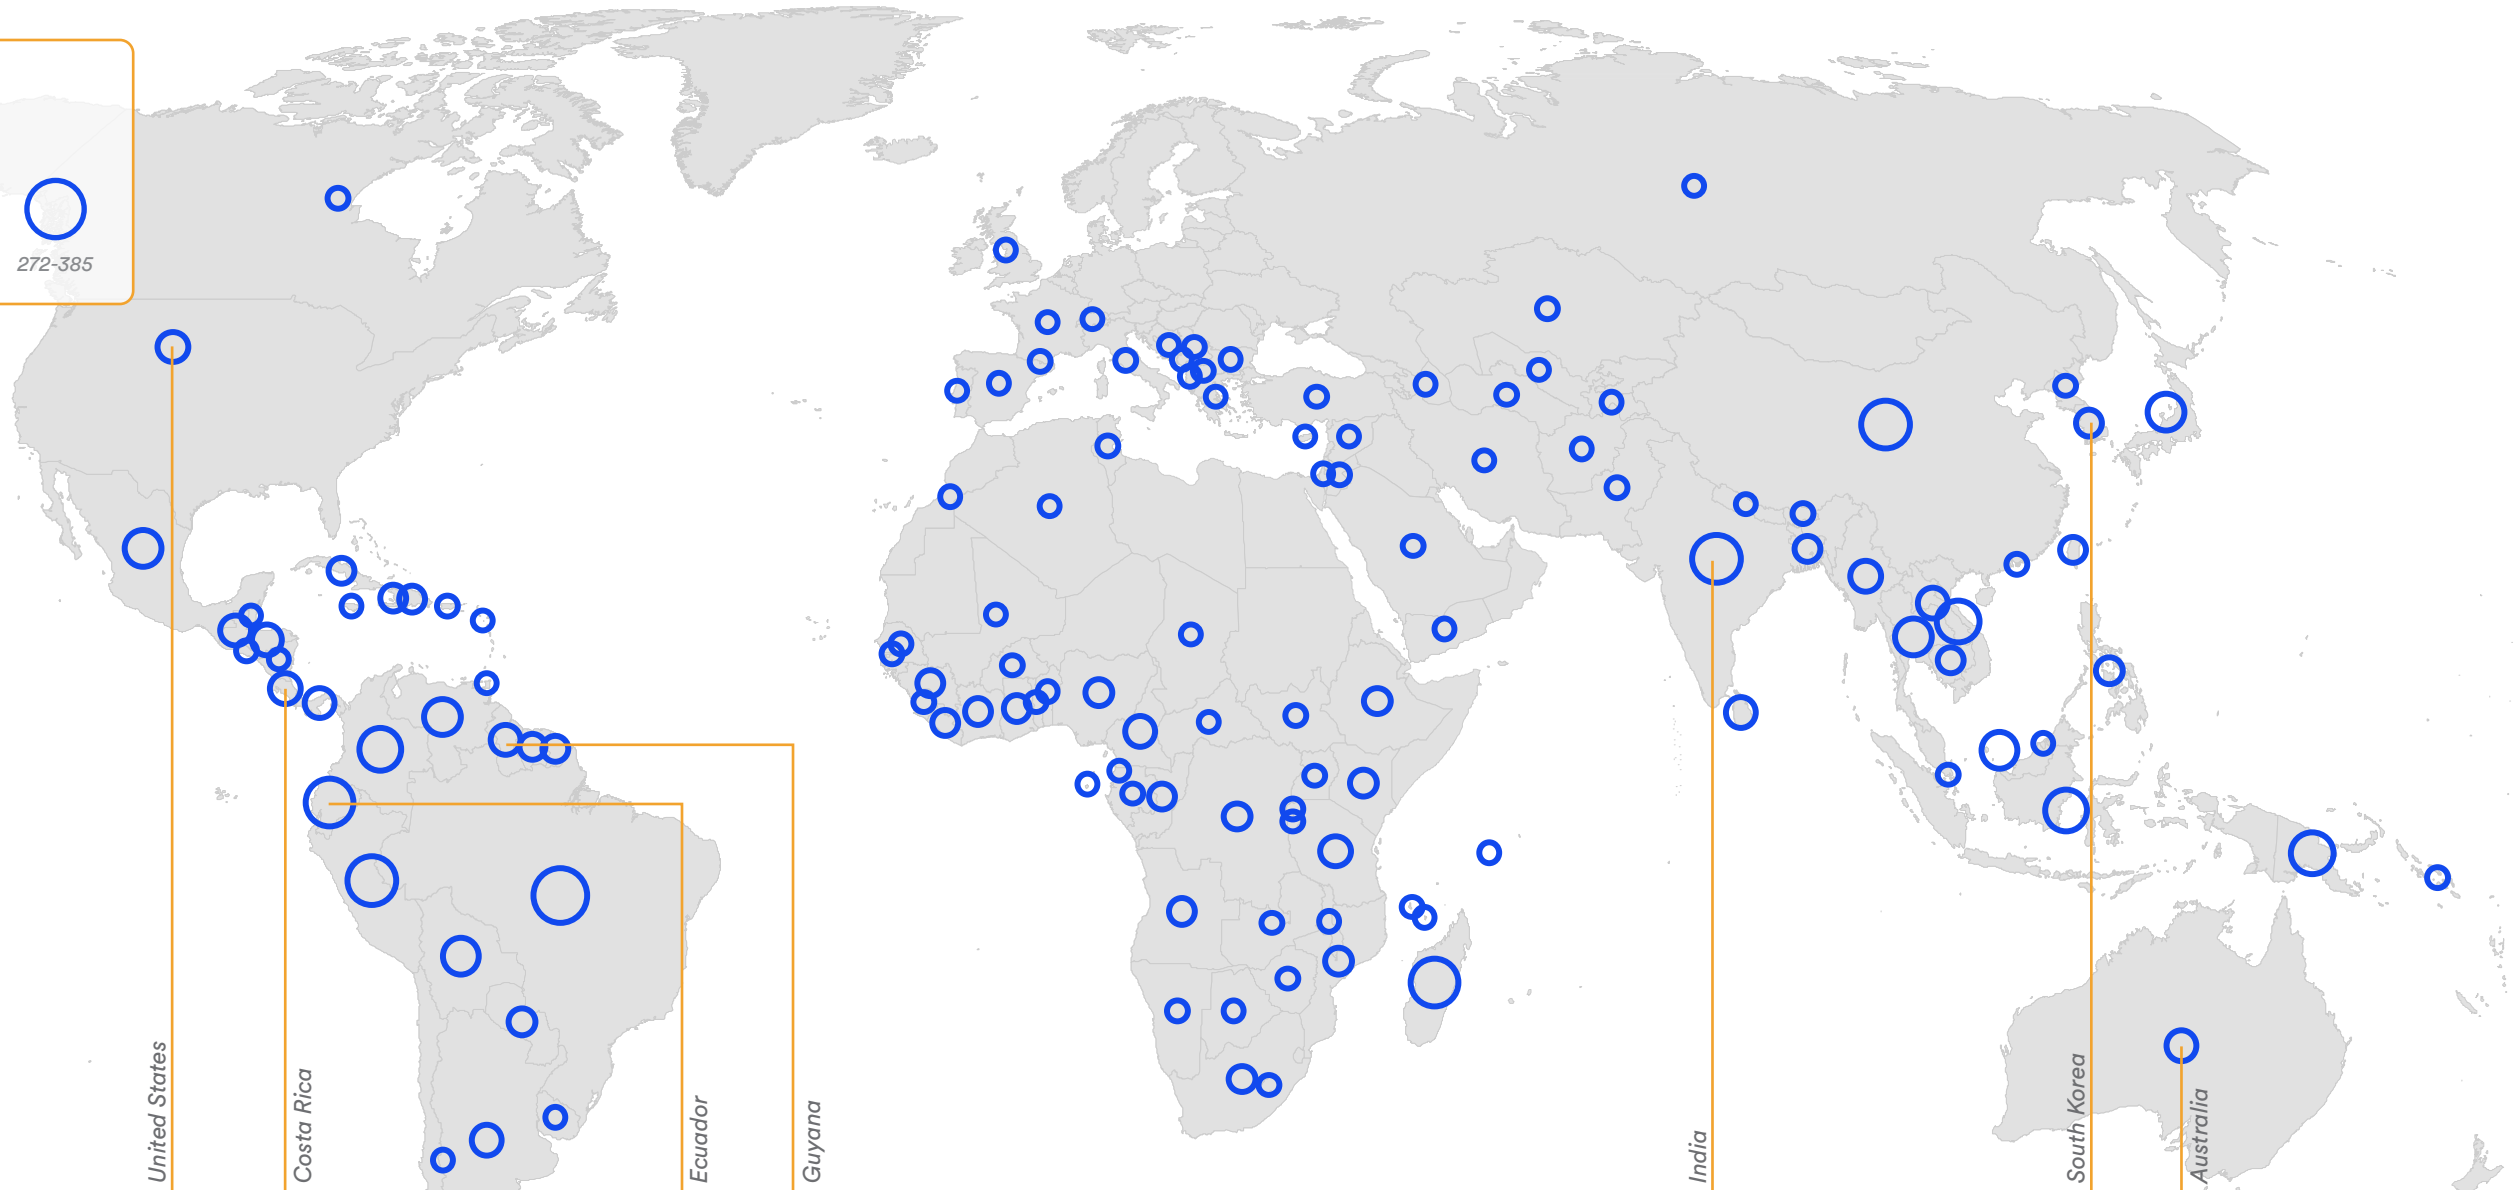 272-385
United States
Costa Rica
Ecuador
Guyana
India
South Korea
Australia